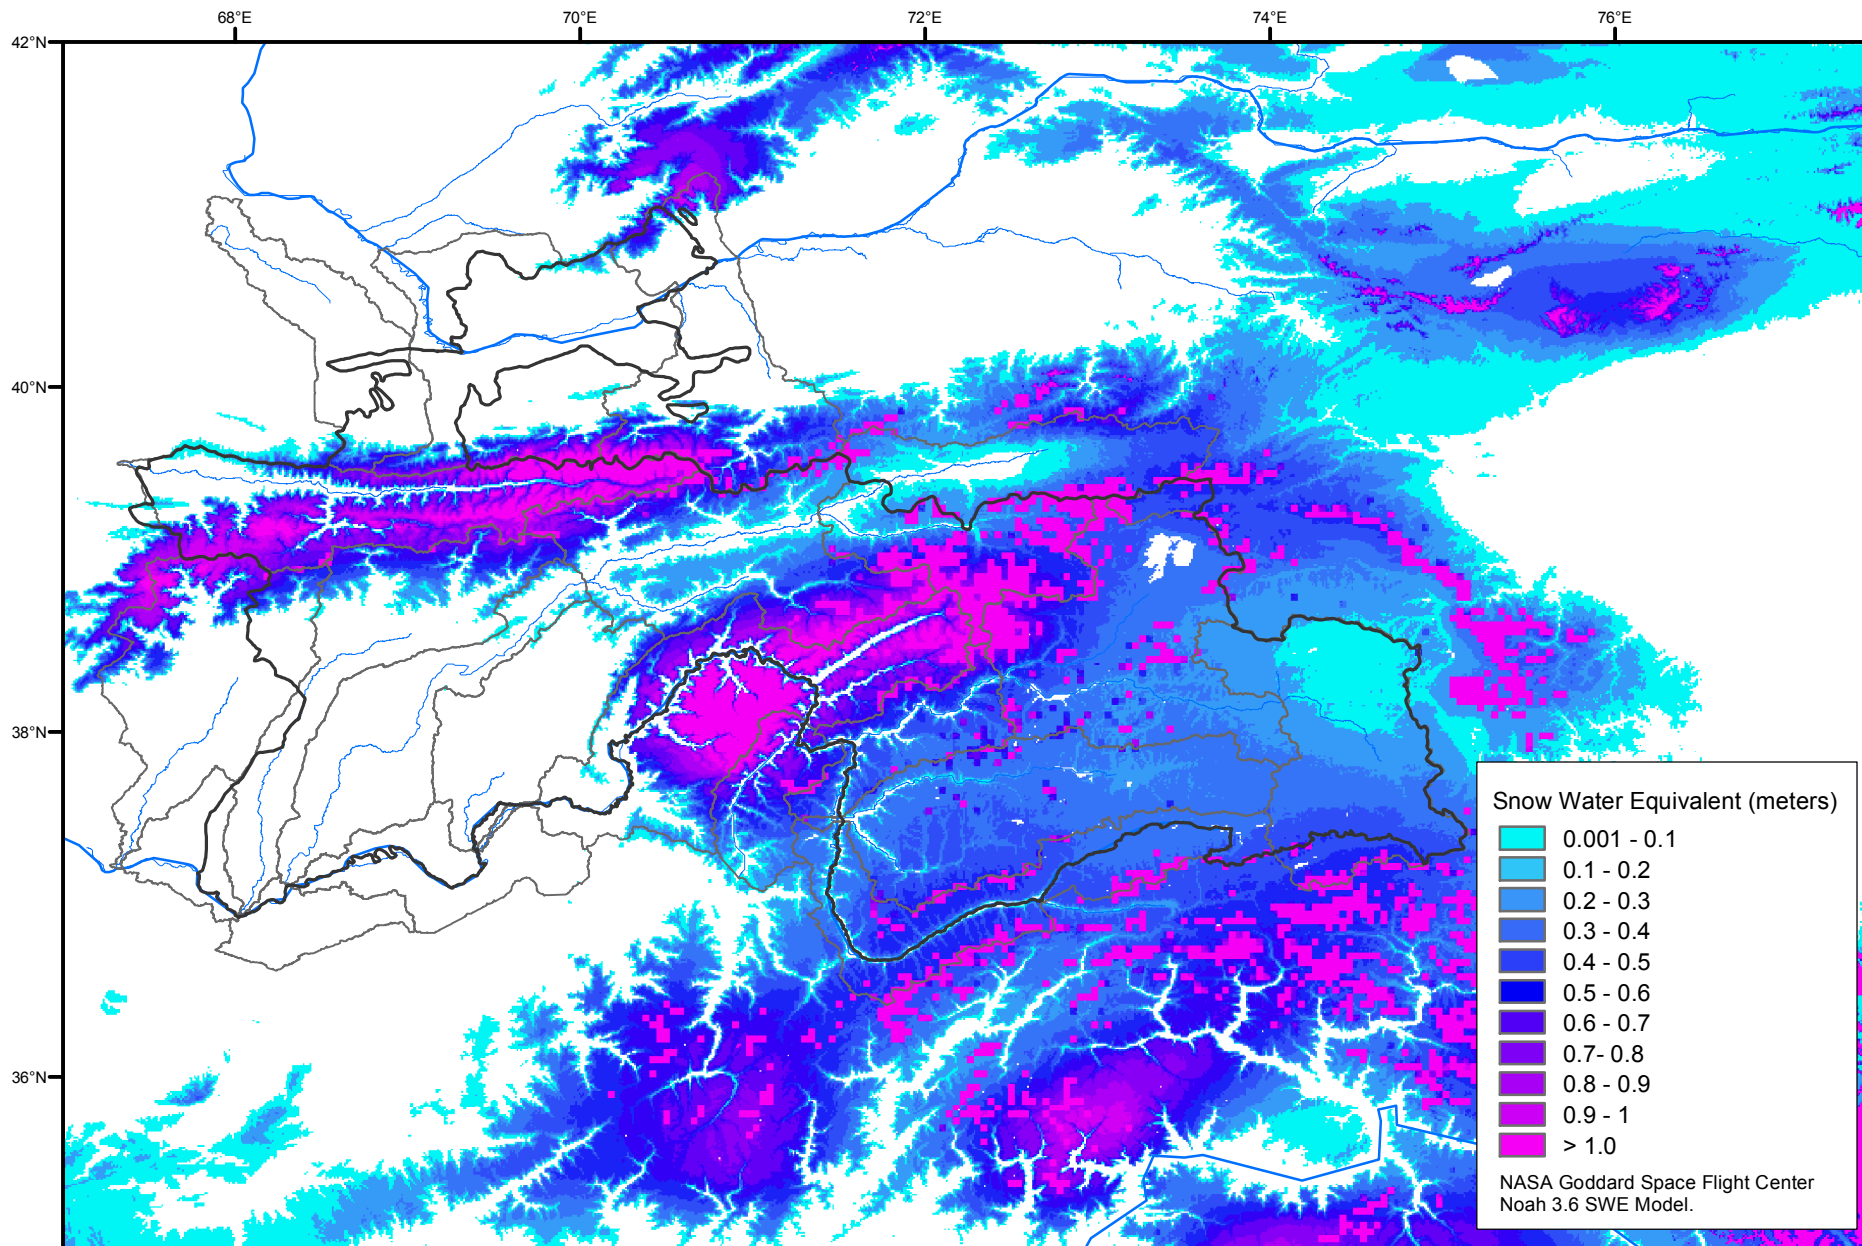 68°E 70°E 72°E 74°E 76°E
42°N
40°N
38°N
36°N
Snow Water Equivalent (meters)
0.001 - 0.1
0.1 - 0.2
0.2 - 0.3
0.3 - 0.4
0.4 - 0.5
0.5 - 0.6
0.6 - 0.7
0.7- 0.8
0.8 - 0.9
0.9 - 1
> 1.0
NASA Goddard Space Flight Center
Noah 3.6 SWE Model.